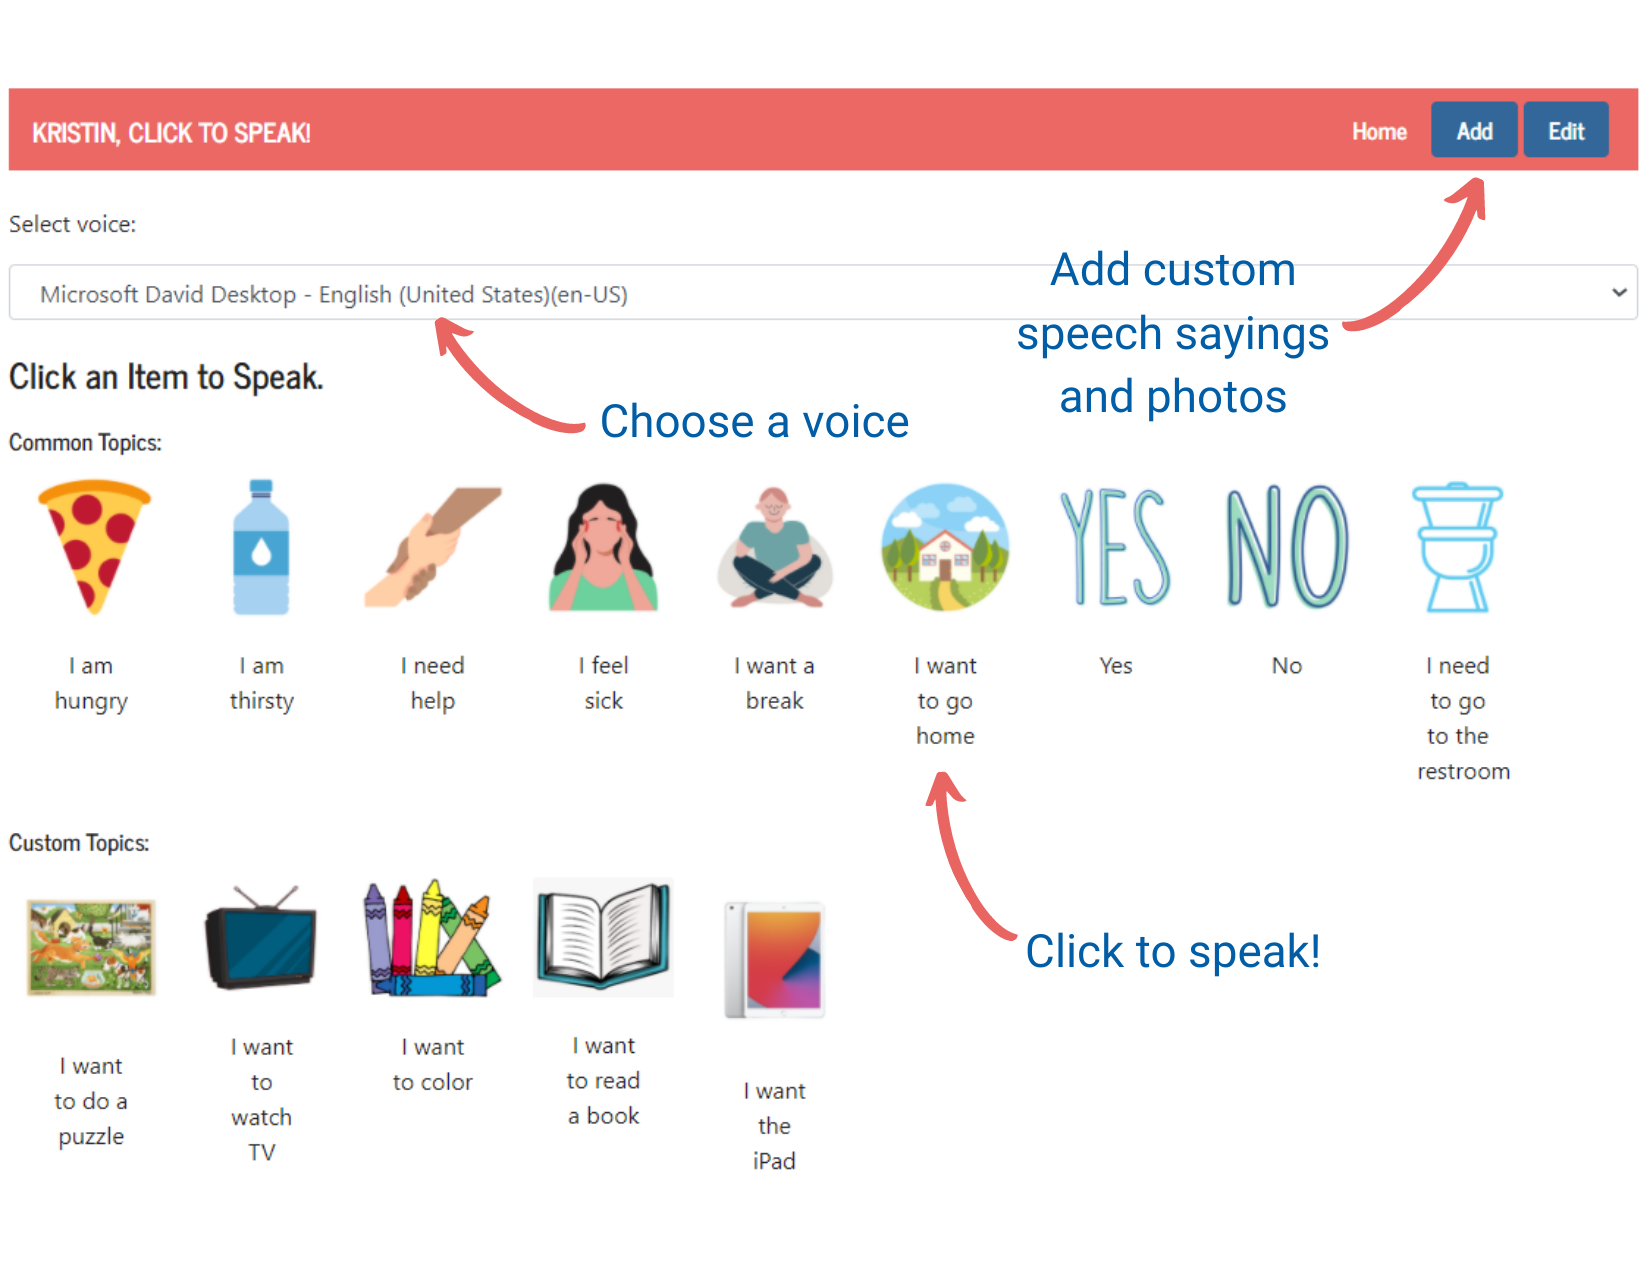 KRISTIN, CLICK TO SPEAK!
Home
Add
Edit
Select voice:
Microsoft David Desktop - English (United States)(en-US)
Add custom
speech sayings
and photos
Click an Item to Speak.
Choose a voice
Common Topics:
YES
NO
I am
hungry
I am
thirsty
I need
help
I feel
sick
I want a
break
I want
to go
home
Yes
No
I need
to go
to the
restroom
Click to speak!
Custom Topics:
I want
to do a
puzzle
I want
to
watch
TV
I want
to color
I want
to read
a book
I want
the
iPad